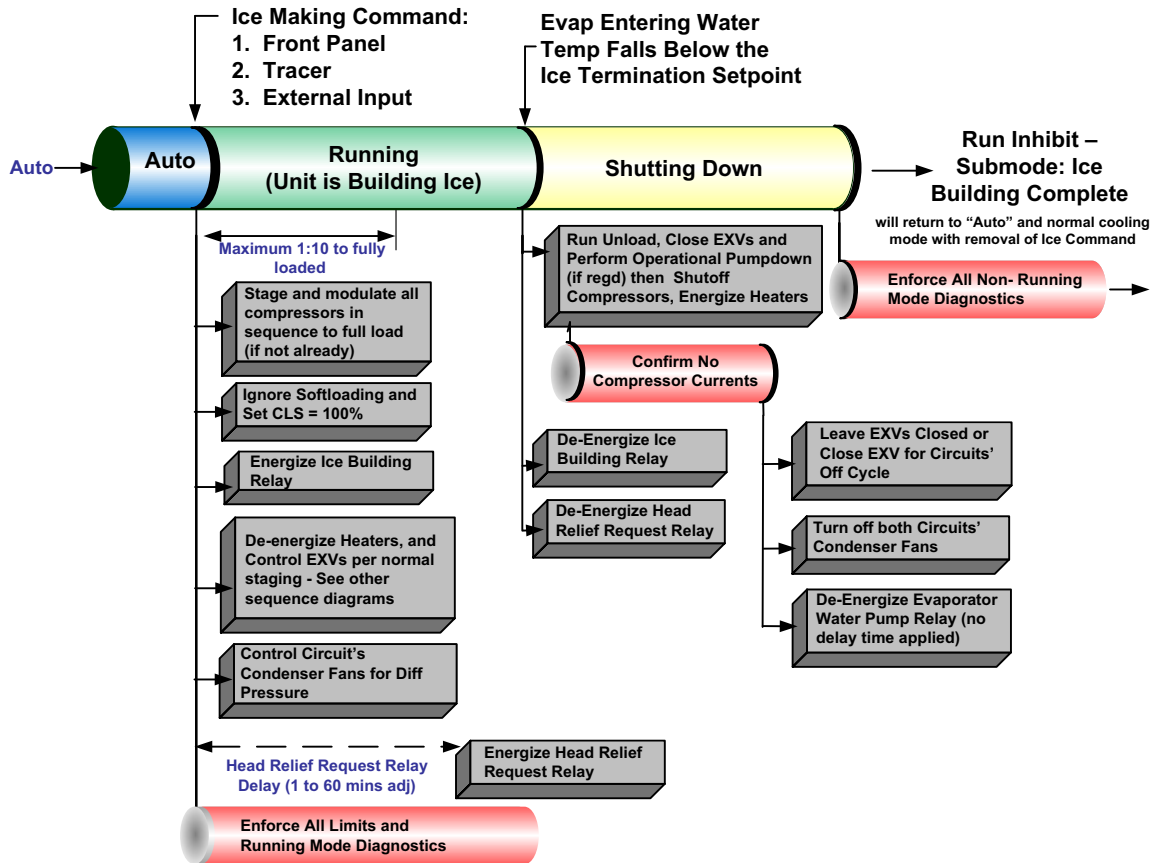 Ice Making Command:
1. Front Panel
2. Tracer
3. External Input
Evap Entering Water
Temp Falls Below the
Ice Termination Setpoint
Auto
Auto
Running
(Unit is Building Ice)
Shutting Down
Run Inhibit –
Submode: Ice
Building Complete
will return to “Auto” and normal cooling
mode with removal of Ice Command
Maximum 1:10 to fully
loaded
Stage and modulate all
compressors in
sequence to full load
(if not already)
Ignore Softloading and
Set CLS = 100%
Energize Ice Building
Relay
De-energize Heaters, and
Control EXVs per normal
staging - See other
sequence diagrams
Control Circuit’s
Condenser Fans for Diff
Pressure
Head Relief Request Relay
Delay (1 to 60 mins adj)
Energize Head Relief
Request Relay
Enforce All Limits and
Running Mode Diagnostics
Run Unload, Close EXVs and
Perform Operational Pumpdown
(if regd) then Shutoff
Compressors, Energize Heaters
Confirm No
Compressor Currents
De-Energize Ice
Building Relay
De-Energize Head
Relief Request Relay
Leave EXVs Closed or
Close EXV for Circuits’
Off Cycle
Turn off both Circuits’
Condenser Fans
De-Energize Evaporator
Water Pump Relay (no
delay time applied)
Enforce All Non- Running
Mode Diagnostics